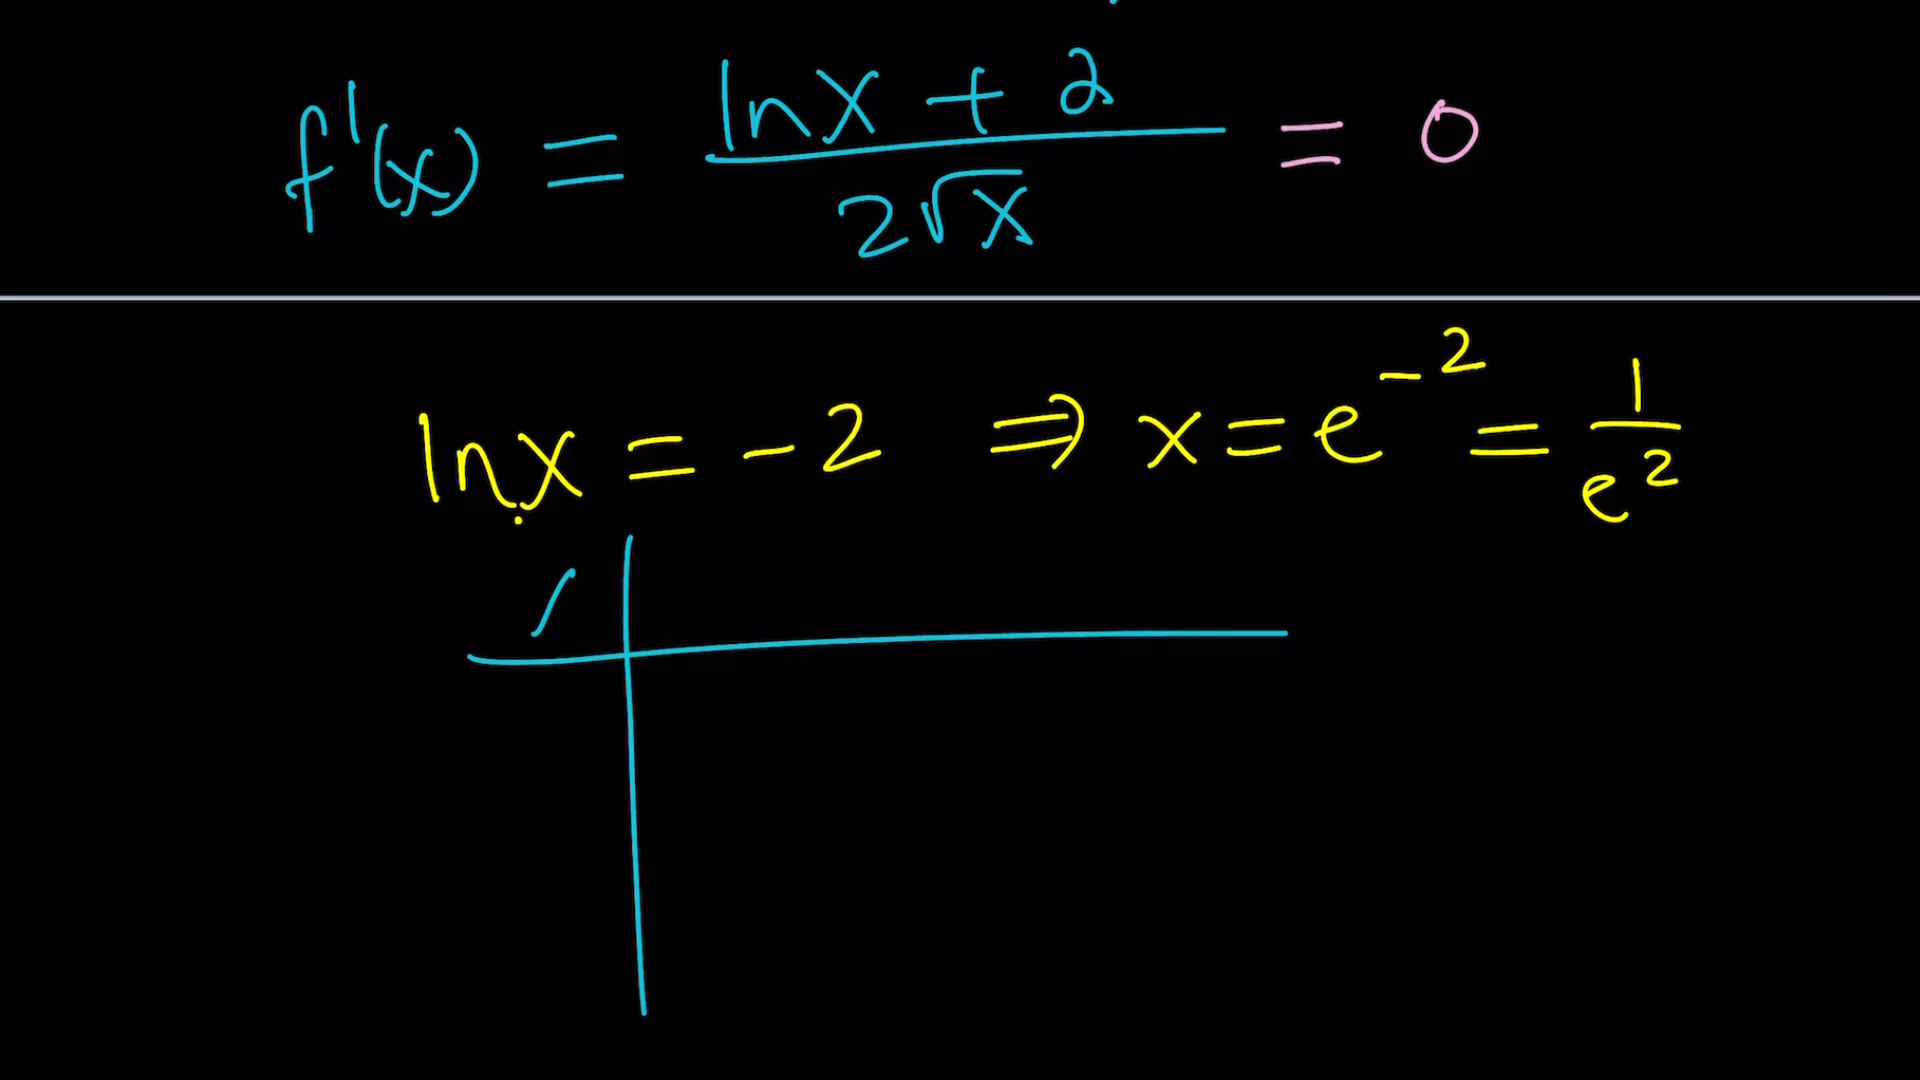 f'(x) = (ln x + 2) / (2√x) = 0
ln x = -2 ⇒ x = e^-2 = 1/e^2